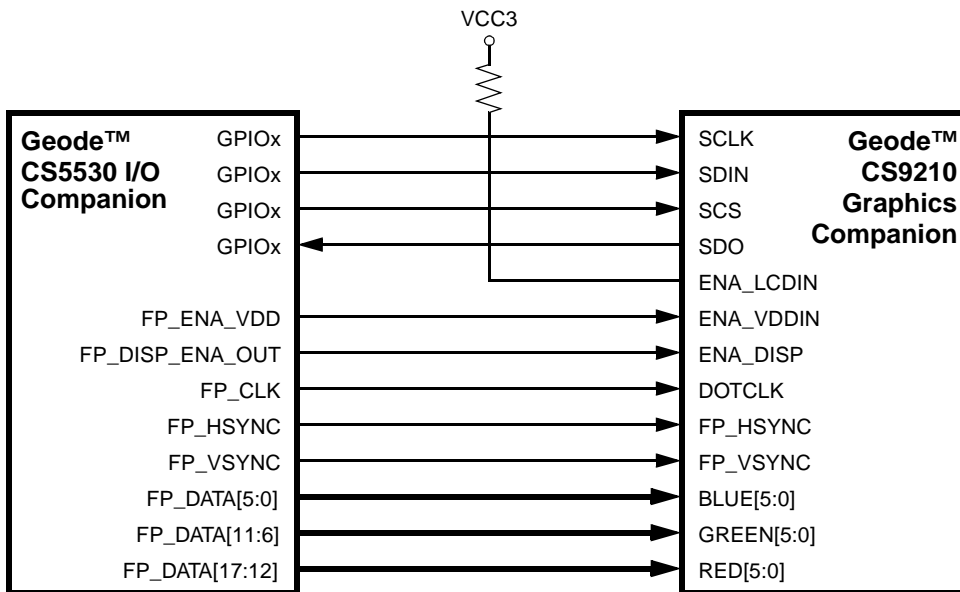 VCC3
Geode™
CS5530 I/O
Companion
GPIOx
GPIOx
GPIOx
GPIOx
FP_ENA_VDD
FP_DISP_ENA_OUT
FP_CLK
FP_HSYNC
FP_VSYNC
FP_DATA[5:0]
FP_DATA[11:6]
FP_DATA[17:12]
SCLK
SDIN
SCS
SDO
ENA_LCDIN
ENA_VDDIN
ENA_DISP
DOTCLK
FP_HSYNC
FP_VSYNC
BLUE[5:0]
GREEN[5:0]
RED[5:0]
Geode™
CS9210
Graphics
Companion